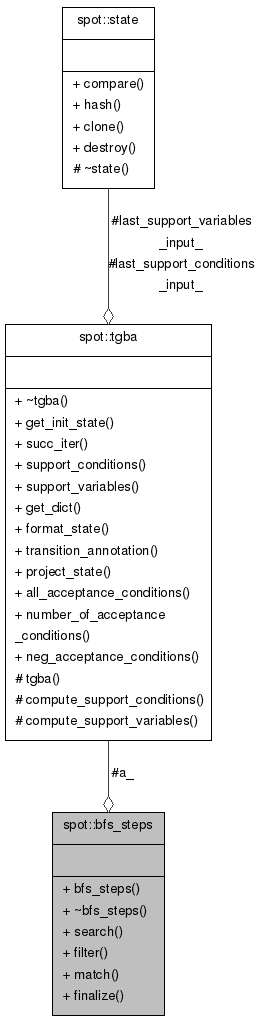 spot::state
+ compare()
+ hash()
+ clone()
+ destroy()
# ~state()
#last_support_variables
_input_
#last_support_conditions
_input_
spot::tgba
+ ~tgba()
+ get_init_state()
+ succ_iter()
+ support_conditions()
+ support_variables()
+ get_dict()
+ format_state()
+ transition_annotation()
+ project_state()
+ all_acceptance_conditions()
+ number_of_acceptance
_conditions()
+ neg_acceptance_conditions()
# tgba()
# compute_support_conditions()
# compute_support_variables()
#a_
spot::bfs_steps
+ bfs_steps()
+ ~bfs_steps()
+ search()
+ filter()
+ match()
+ finalize()